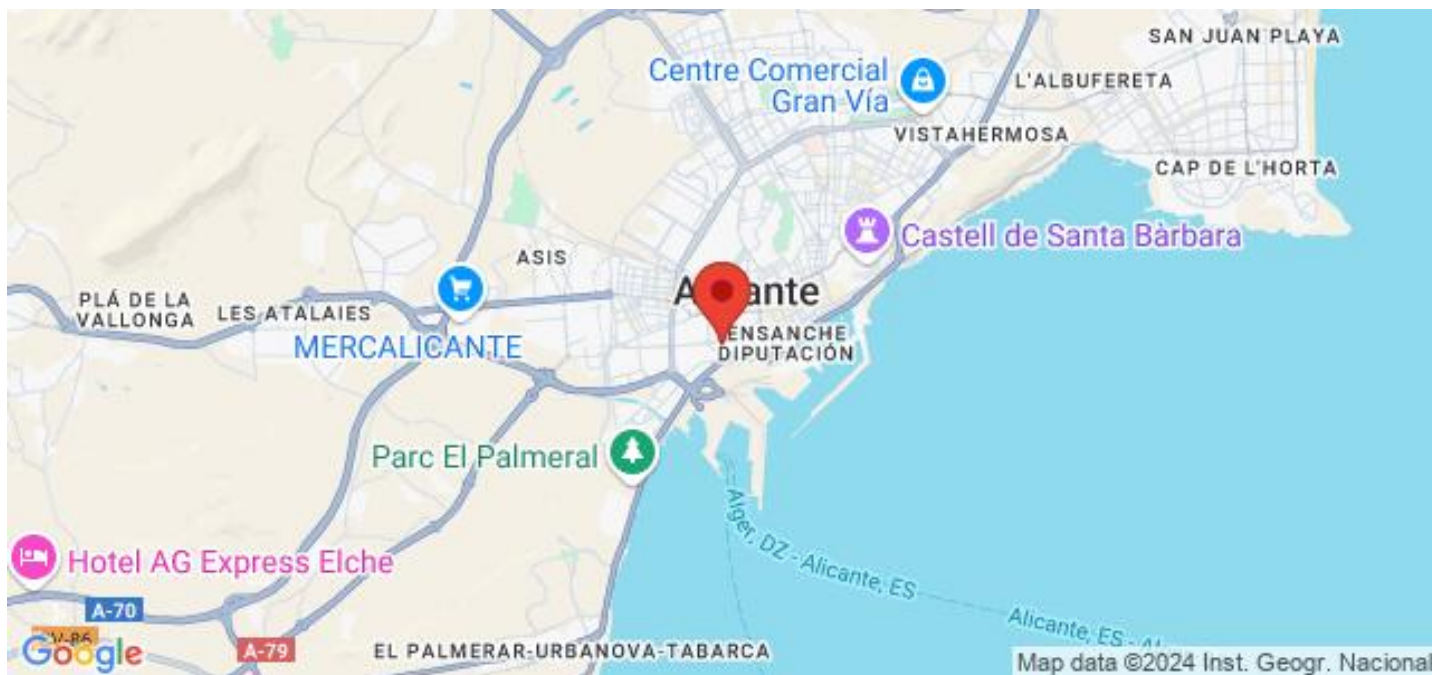 SAN JUAN PLAYA
Centre Comercial
Gran Vía
L'ALBUFERETA
VISTAHERMOSA
CAP DE L'HORTA
Castell de Santa Bàrbara
ASIS
PLÁ DE LA
VALLONGA
LES ATALAIES
MERCALICANTE
ENSANCHE
DIPUTACIÓN
Parc El Palmeral
Alger, DZ - Alicante, ES
Hotel AG Express Elche
A-70
Alicante, ES -
Google
A-79
EL PALMERAR-URBANOVA-TABARCA
Map data ©2024 Inst. Geogr. Nacional